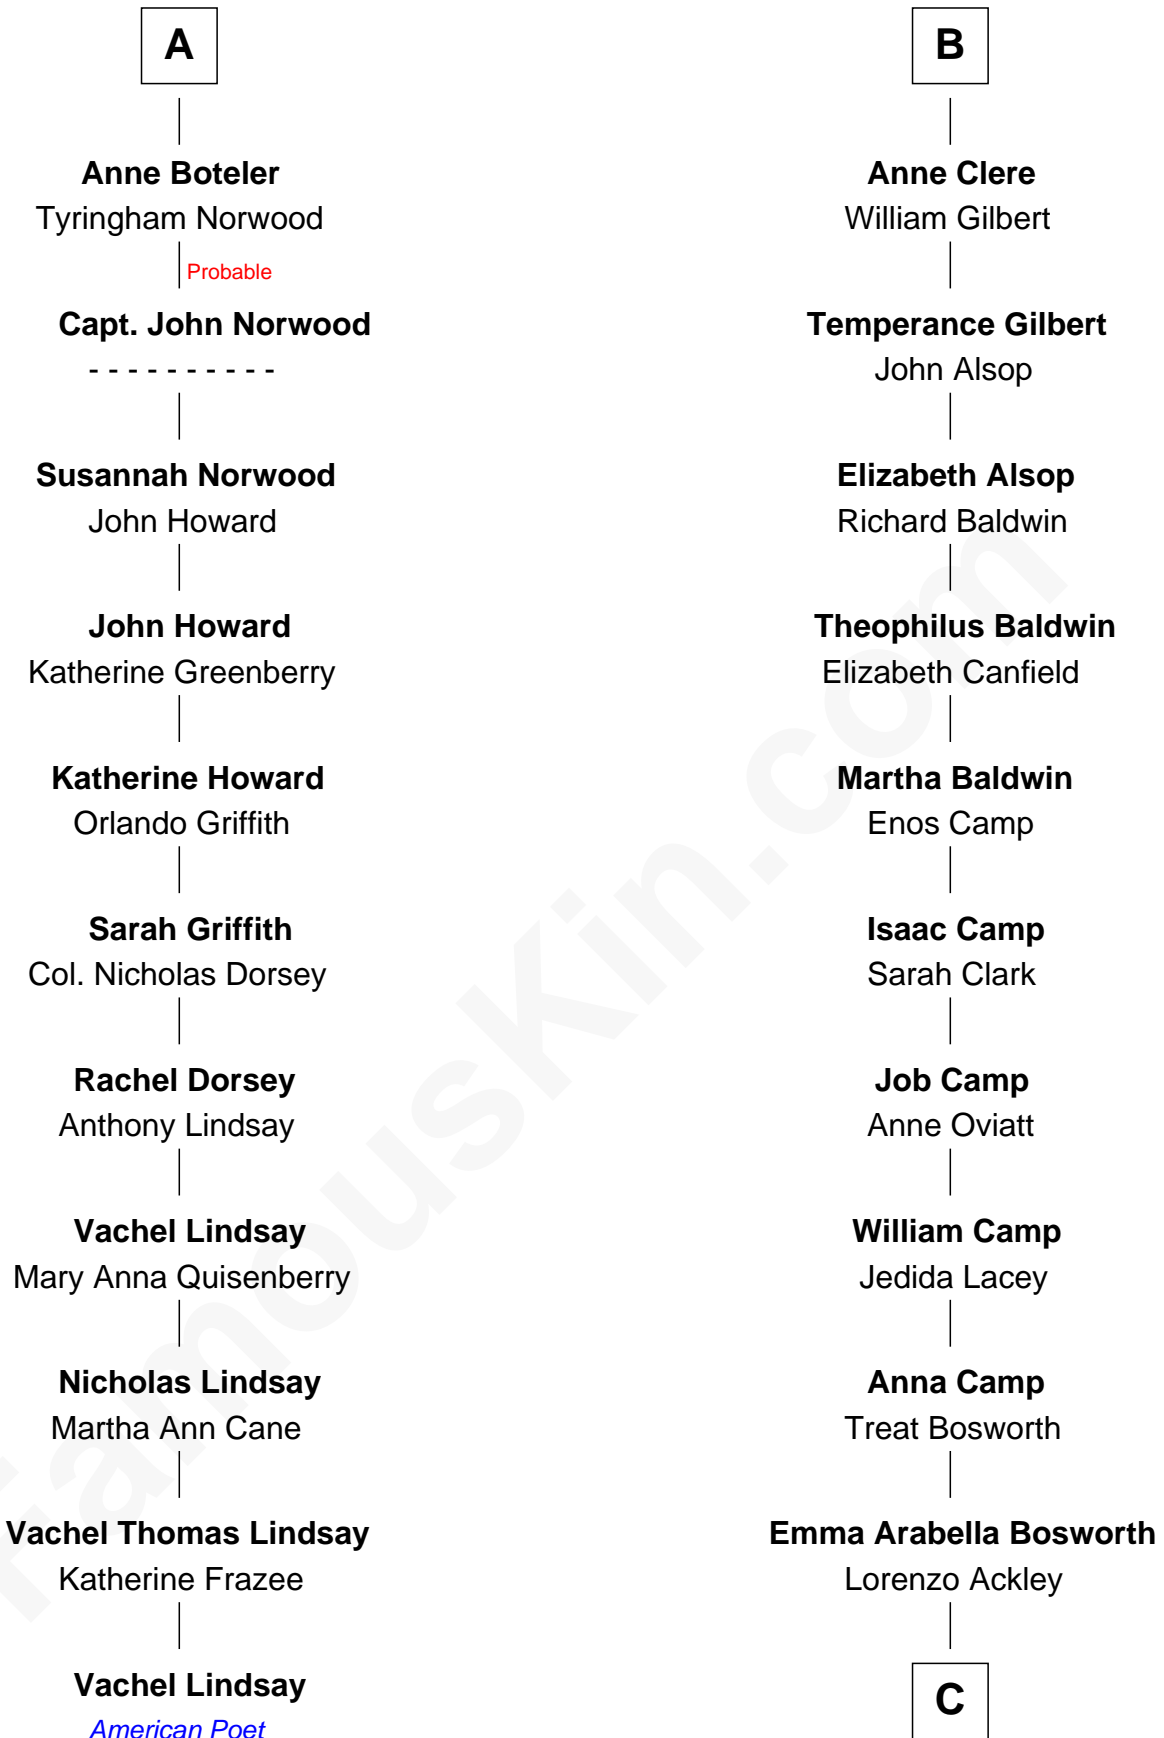 A
Anne Boteler
Tyringham Norwood
Probable
Capt. John Norwood
- - - - - - - - - -
Susannah Norwood
John Howard
John Howard
Katherine Greenberry
Katherine Howard
Orlando Griffith
Sarah Griffith
Col. Nicholas Dorsey
Rachel Dorsey
Anthony Lindsay
Vachel Lindsay
Mary Anna Quisenberry
Nicholas Lindsay
Martha Ann Cane
Vachel Thomas Lindsay
Katherine Frazee
Vachel Lindsay
American Poet
B
Anne Clere
William Gilbert
Temperance Gilbert
John Alsop
Elizabeth Alsop
Richard Baldwin
Theophilus Baldwin
Elizabeth Canfield
Martha Baldwin
Enos Camp
Isaac Camp
Sarah Clark
Job Camp
Anne Oviatt
William Camp
Jedida Lacey
Anna Camp
Treat Bosworth
Emma Arabella Bosworth
Lorenzo Ackley
C
FamousKin.com